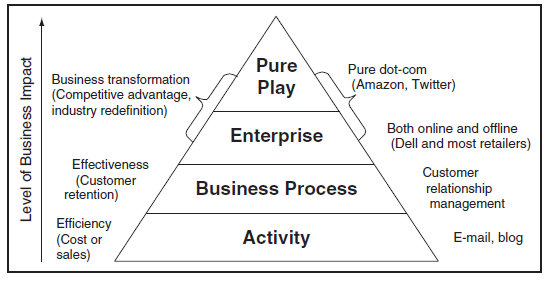 Level of Business Impact
Business transformation
(Competitive advantage,
industry redefinition)
Effectiveness
(Customer
retention)
Efficiency
(Cost or
sales)
Pure
Play
Enterprise
Business Process
Activity
Pure dot-com
(Amazon, Twitter)
Both online and offline
(Dell and most retailers)
Customer
relationship
management
E-mail, blog